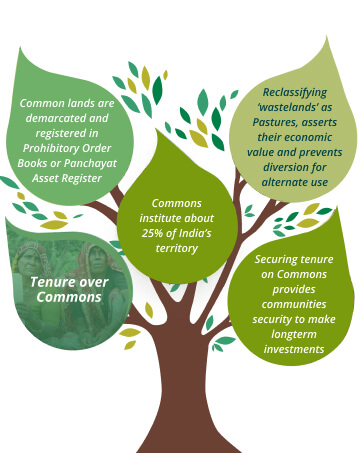 Common lands are
demarcated and
registered in
Prohibitory Order
Books or Panchayat
Asset Register
Reclassifying
‘wastelands’ as
Pastures, asserts
their economic
value and prevents
diversion for
alternate use
Commons
institute about
25% of India’s
territory
Tenure over
Commons
Securing tenure
on Commons
provides
communities
security to make
longterm
investments